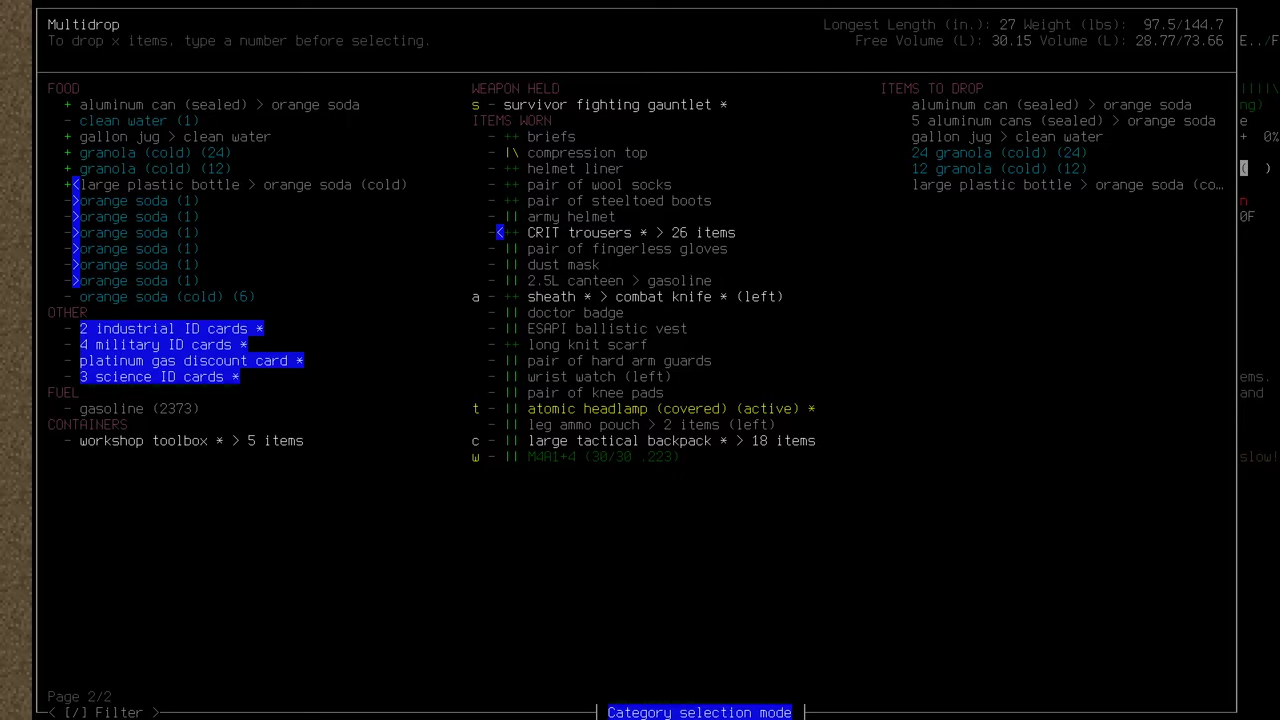 Multidrop
Longest Length (in.): 27 Weight (lbs): 97.5/144.7
To drop x items, type a number before selecting.
Free Volume (L): 30.15 Volume (L): 28.77/73.66
E../F
FOOD
+ aluminum can (sealed) > orange soda
- clean water (1)
+ gallon jug > clean water
+ granola (cold) (24)
+ granola (cold) (12)
+<large plastic bottle > orange soda (cold)
->orange soda (1)
->orange soda (1)
->orange soda (1)
->orange soda (1)
->orange soda (1)
->orange soda (1)
- orange soda (cold) (6)
OTHER
- 2 industrial ID cards *
- 4 military ID cards *
- platinum gas discount card *
- 3 science ID cards *
FUEL
- gasoline (2373)
CONTAINERS
- workshop toolbox * > 5 items
WEAPON HELD
s - survivor fighting gauntlet *
ITEMS WORN
- ++ briefs
- |\ compression top
- ++ helmet liner
- ++ pair of wool socks
- ++ pair of steeltoed boots
- || army helmet
-<++ CRIT trousers * > 26 items
- || pair of fingerless gloves
- || dust mask
- || 2.5L canteen > gasoline
a - ++ sheath * > combat knife * (left)
- || doctor badge
- || ESAPI ballistic vest
- ++ long knit scarf
- || pair of hard arm guards
- || wrist watch (left)
- || pair of knee pads
t - || atomic headlamp (covered) (active) *
- || leg ammo pouch > 2 items (left)
c - || large tactical backpack * > 18 items
w - || M4A1+4 (30/30 .223)
ITEMS TO DROP
aluminum can (sealed) > orange soda
5 aluminum cans (sealed) > orange soda
gallon jug > clean water
24 granola (cold) (24)
12 granola (cold) (12)
large plastic bottle > orange soda (co…
||||\
ng)
e
+ 0%
( )
n
0F
ems.
and
slow!
Page 2/2
< [/] Filter >
Category selection mode